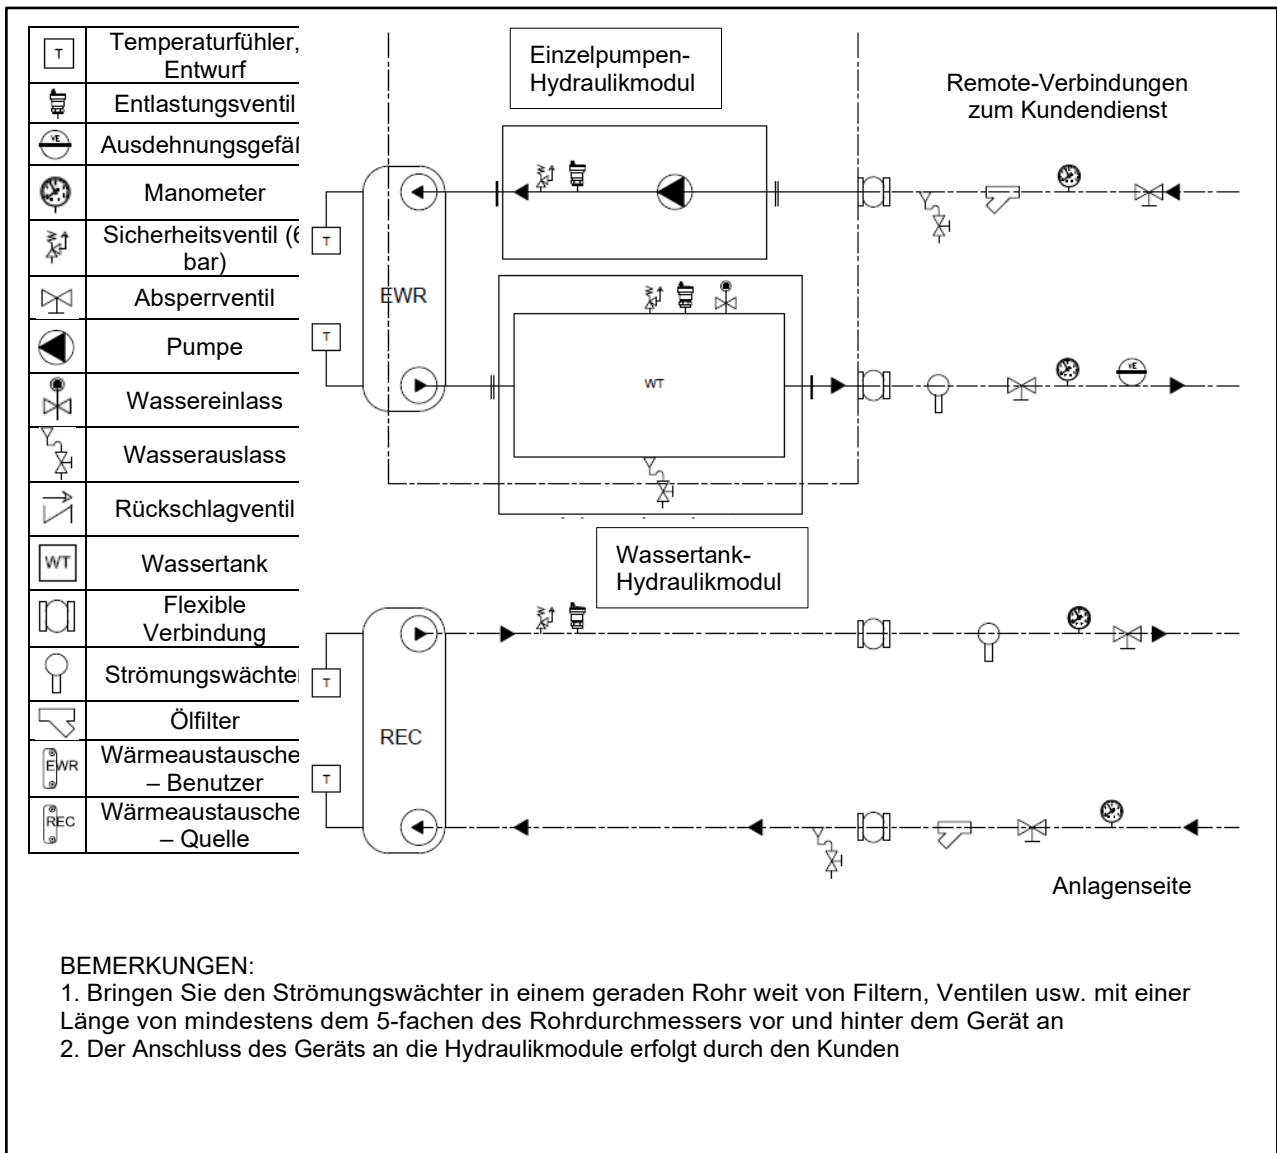 T
Temperaturfühler,
Entwurf
Entlastungsventil
VE
Ausdehnungsgefäß
Manometer
Sicherheitsventil (6
bar)
Absperrventil
Pumpe
Wassereinlass
Wasserauslass
Rückschlagventil
WT
Wassertank
Flexible
Verbindung
Strömungswächter
Ölfilter
EWR
Wärmeaustausche
– Benutzer
REC
Wärmeaustausche
– Quelle
Einzelpumpen-
Hydraulikmodul
Remote-Verbindungen
zum Kundendienst
T
EWR
T
WT
VE
Wassertank-
Hydraulikmodul
T
REC
T
Anlagenseite
BEMERKUNGEN:
1. Bringen Sie den Strömungswächter in einem geraden Rohr weit von Filtern, Ventilen usw. mit einer
Länge von mindestens dem 5-fachen des Rohrdurchmessers vor und hinter dem Gerät an
2. Der Anschluss des Geräts an die Hydraulikmodule erfolgt durch den Kunden